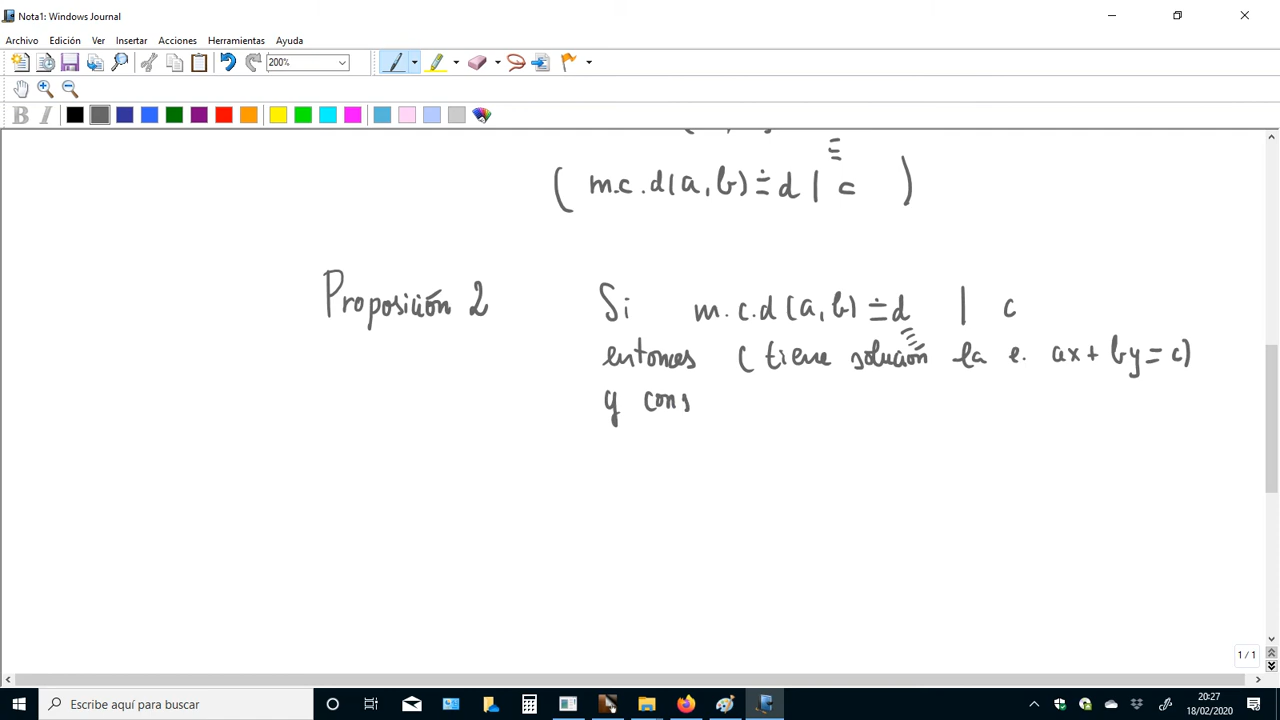 Nota1: Windows Journal
Archivo Edición Ver Insertar Acciones Herramientas Ayuda
200%
B I
( m.c.d(a,b) ≐ d | c )
Proposición 2 Si m.c.d(a,b) ≐ d | c
entonces ( tiene solución la e. ax + by = c)
y cons
1 / 1
Escribe aquí para buscar
20:27
18/02/2020